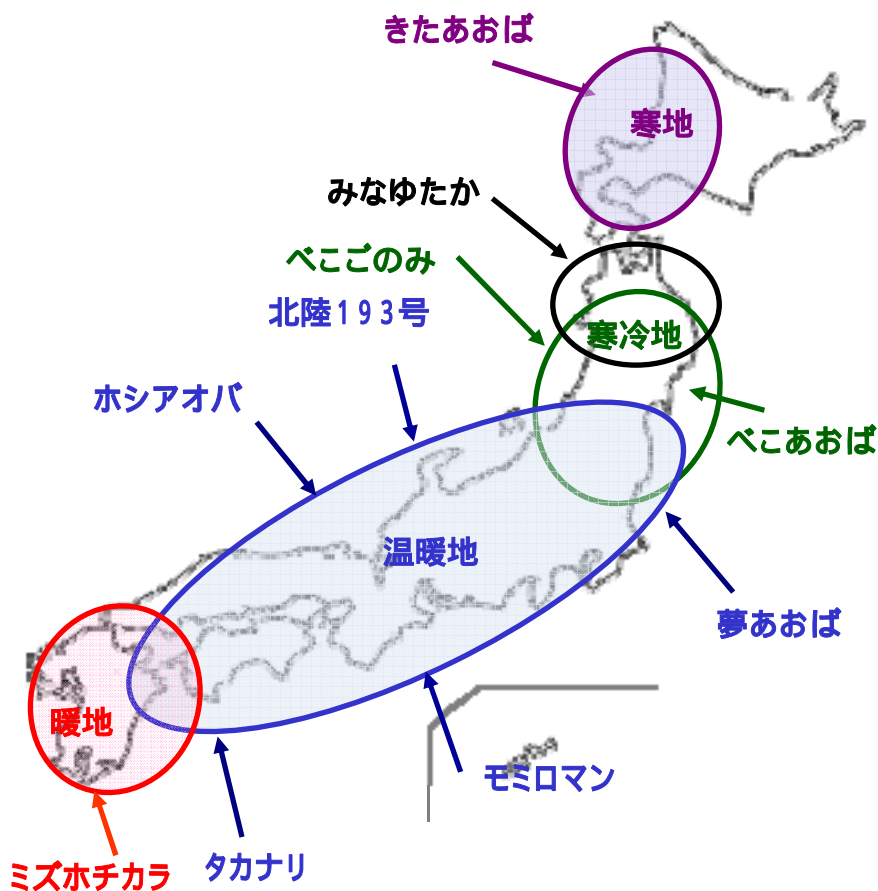 きたあおば
寒地
みなゆたか
べこごのみ
北陸193号
寒冷地
ホシアオバ
べこあおば
温暖地
夢あおば
暖地
モミロマン
タカナリ
ミズホチカラ